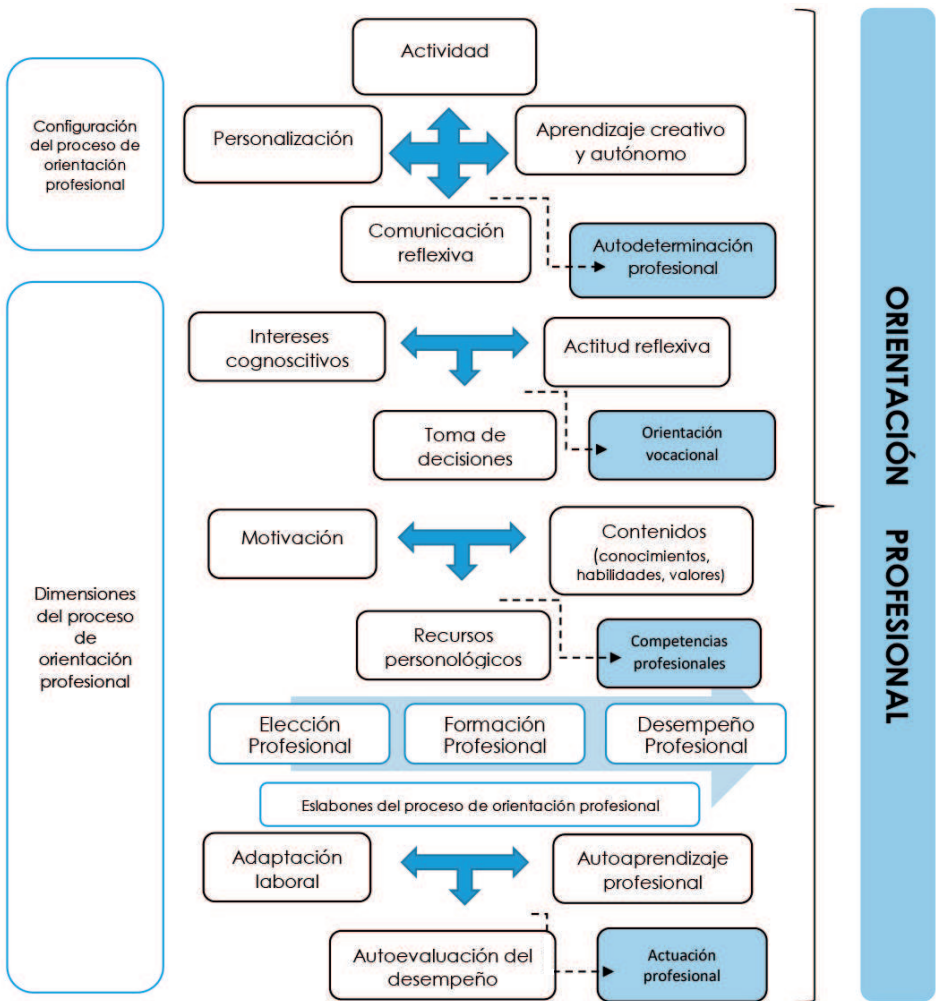 Actividad
Configuración
del proceso de
orientación
profesional
Personalización
Aprendizaje creativo
y autónomo
Comunicación
reflexiva
Autodeterminación
profesional
Intereses
cognoscitivos
Actitud reflexiva
Toma de
decisiones
Orientación
vocacional
Motivación
Contenidos
(conocimientos,
habilidades, valores)
Dimensiones
del proceso
de
orientación
profesional
Recursos
personológicos
Competencias
profesionales
Elección
Profesional
Formación
Profesional
Desempeño
Profesional
Eslabones del proceso de orientación profesional
Adaptación
laboral
Autoaprendizaje
profesional
Autoevaluación del
desempeño
Actuación
profesional
ORIENTACIÓN PROFESIONAL